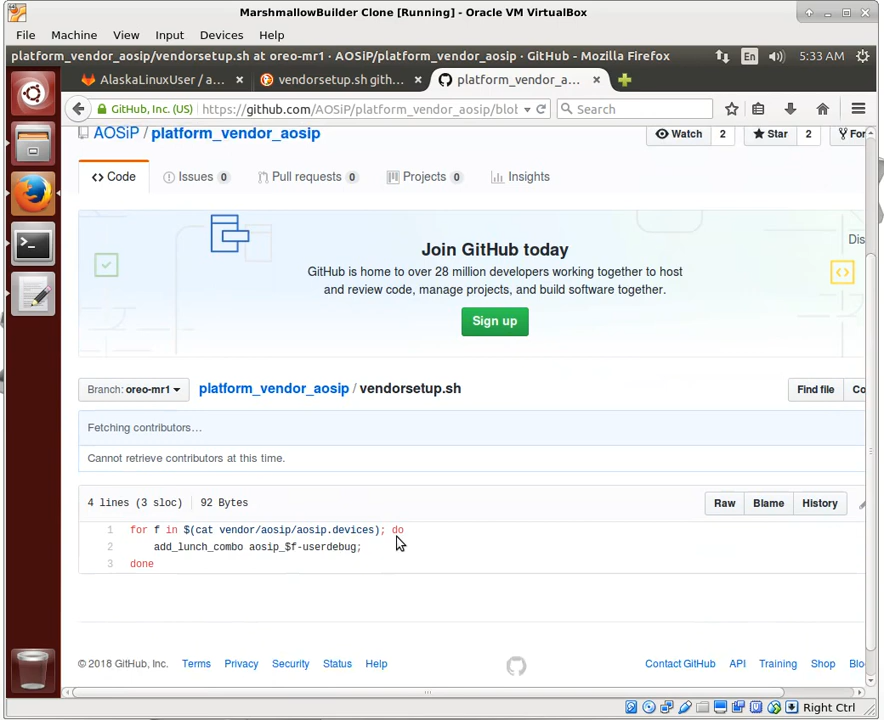 MarshmallowBuilder Clone [Running] - Oracle VM VirtualBox
File Machine View Input Devices Help
platform_vendor_aosip/vendorsetup.sh at oreo-mr1 · AOSiP/platform_vendor_aosip · GitHub - Mozilla Firefox
En 5:33 AM
AlaskaLinuxUser / a... × vendorsetup.sh gith... × platform_vendor_a... ×
GitHub, Inc. (US) https://github.com/AOSiP/platform_vendor_aosip/blob Search
AOSiP / platform_vendor_aosip Watch 2 Star 2 For
Code Issues 0 Pull requests 0 Projects 0 Insights
Dis
Join GitHub today
GitHub is home to over 28 million developers working together to host
and review code, manage projects, and build software together.
Sign up
Branch: oreo-mr1 platform_vendor_aosip / vendorsetup.sh Find file Co
Fetching contributors…
Cannot retrieve contributors at this time.
4 lines (3 sloc) 92 Bytes Raw Blame History
1 for f in $(cat vendor/aosip/aosip.devices); do
2 add_lunch_combo aosip_$f-userdebug;
3 done
© 2018 GitHub, Inc. Terms Privacy Security Status Help Contact GitHub API Training Shop Blo
Right Ctrl